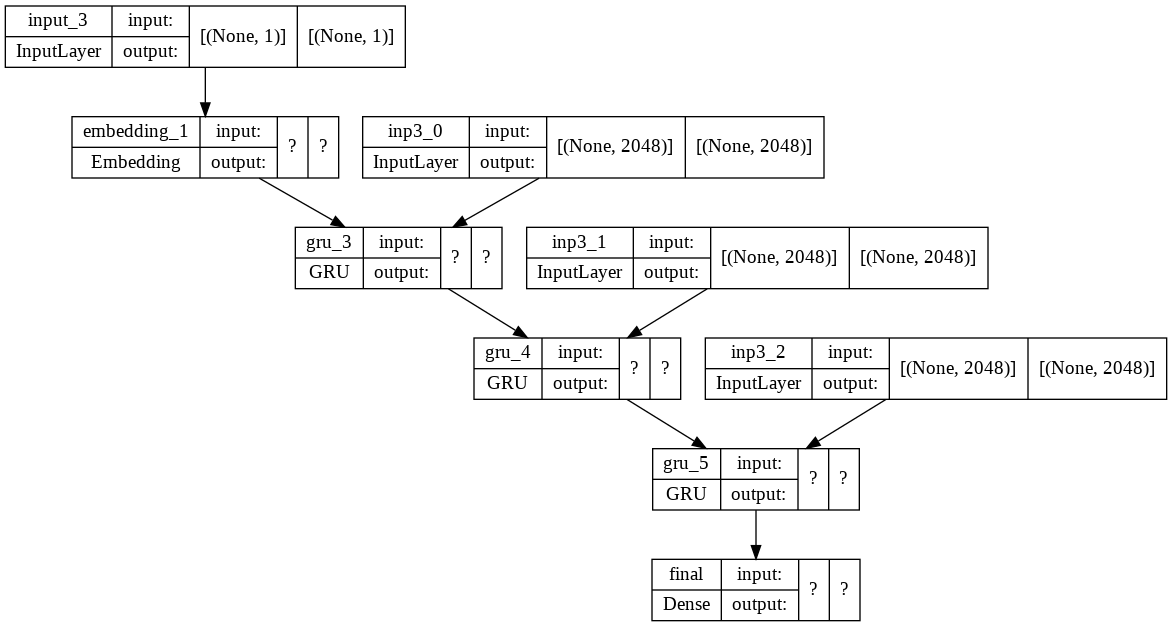 input_3 input: [(None, 1)] [(None, 1)]
InputLayer output:
embedding_1 input: ? ?
Embedding output:
inp3_0 input: [(None, 2048)] [(None, 2048)]
InputLayer output:
gru_3 input: ? ?
GRU output:
inp3_1 input: [(None, 2048)] [(None, 2048)]
InputLayer output:
gru_4 input: ? ?
GRU output:
inp3_2 input: [(None, 2048)] [(None, 2048)]
InputLayer output:
gru_5 input: ? ?
GRU output:
final input: ? ?
Dense output: